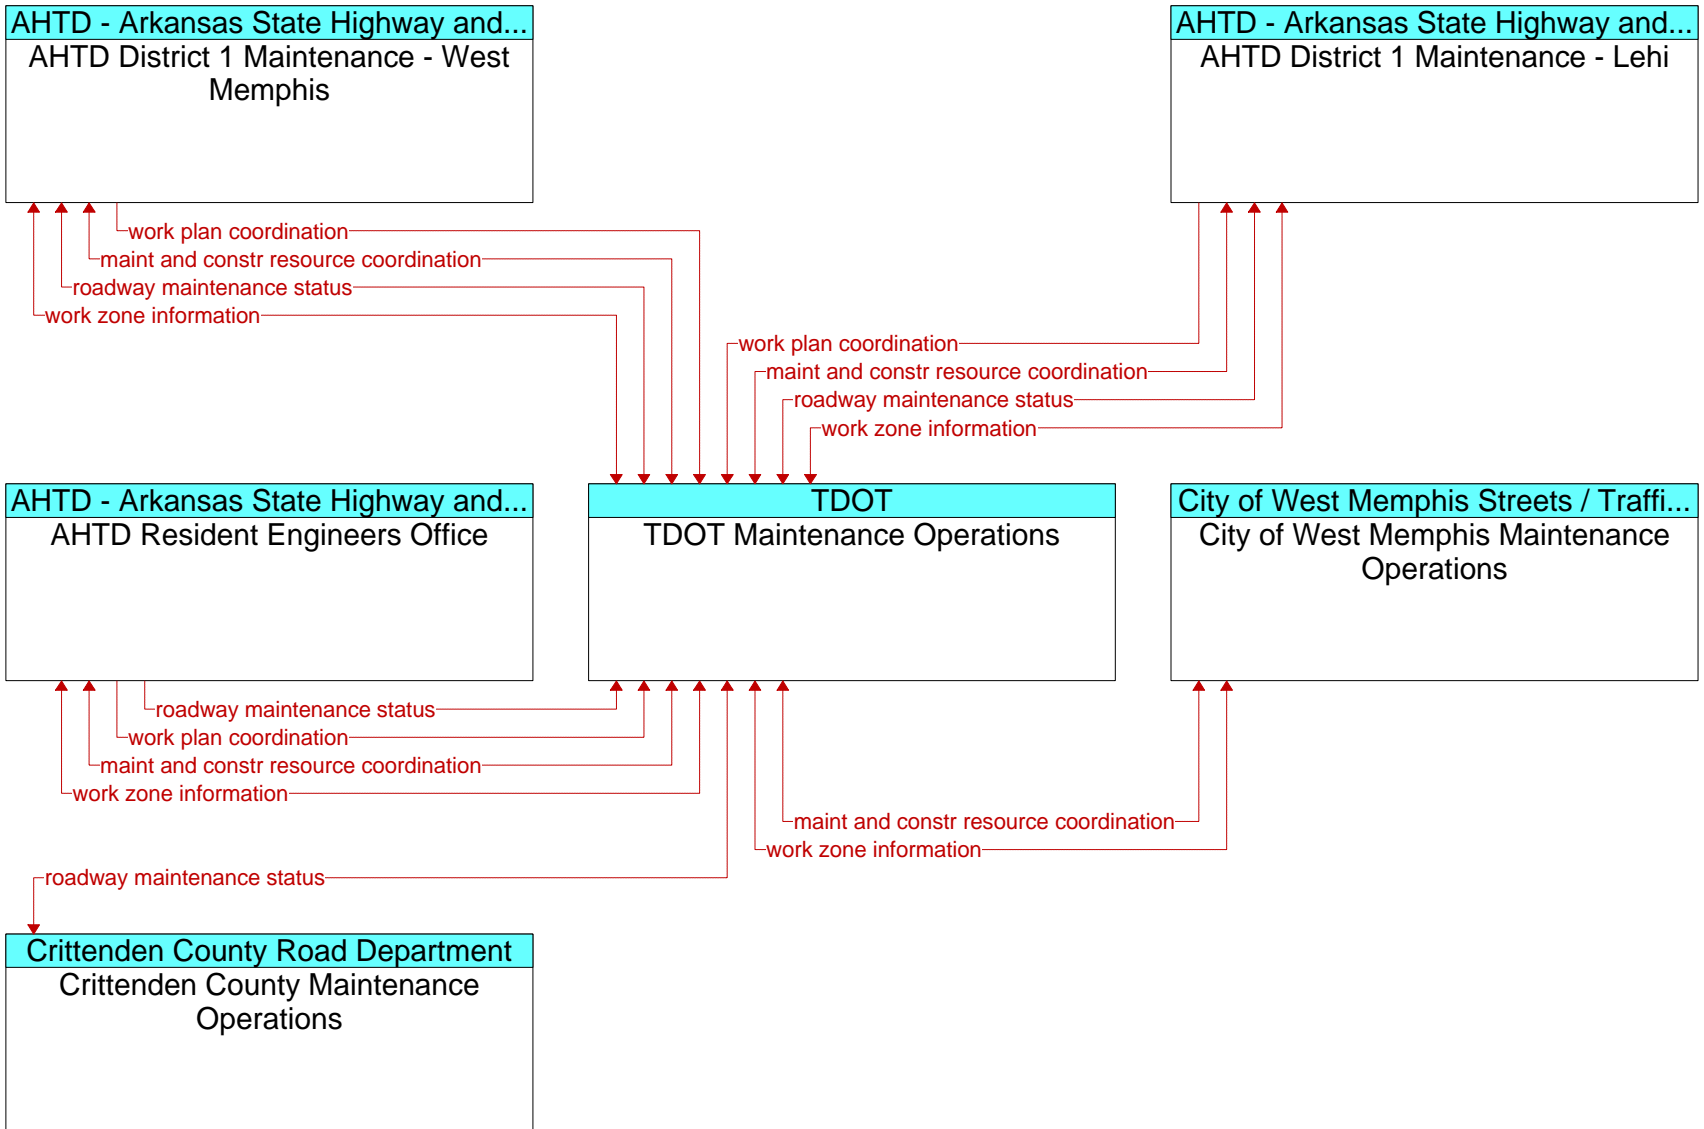 AHTD - Arkansas State Highway and...
AHTD District 1 Maintenance - West
Memphis
AHTD - Arkansas State Highway and...
AHTD District 1 Maintenance - Lehi
work plan coordination
maint and constr resource coordination
roadway maintenance status
work zone information
work plan coordination
maint and constr resource coordination
roadway maintenance status
work zone information
AHTD - Arkansas State Highway and...
AHTD Resident Engineers Office
TDOT
TDOT Maintenance Operations
City of West Memphis Streets / Traffi...
City of West Memphis Maintenance
Operations
roadway maintenance status
work plan coordination
maint and constr resource coordination
work zone information
maint and constr resource coordination
work zone information
roadway maintenance status
Crittenden County Road Department
Crittenden County Maintenance
Operations